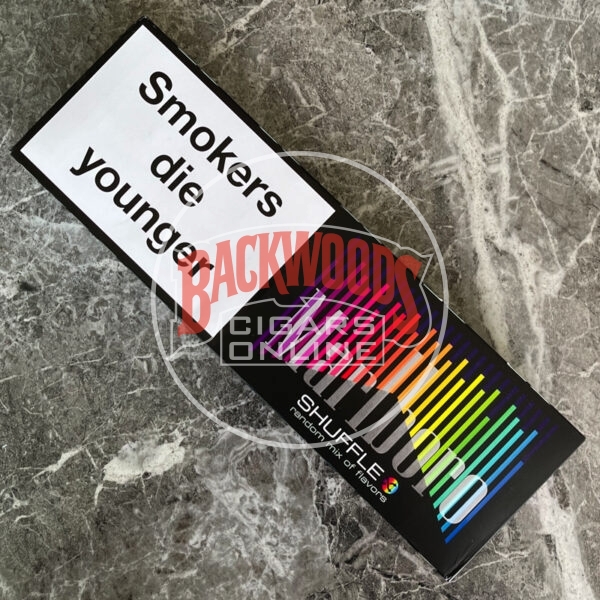 Smokers
die
younger
BACKWOODS
CIGARS
ONLINE
Marlboro
SHUFFLE
random mix of flavors